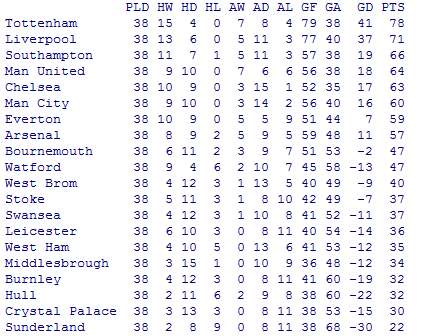 PLD HW HD HL AW AD AL GF GA GD PTS
Tottenham 38 15 4 0 7 8 4 79 38 41 78
Liverpool 38 13 6 0 5 11 3 77 40 37 71
Southampton 38 11 7 1 5 11 3 57 38 19 66
Man United 38 9 10 0 7 6 6 56 38 18 64
Chelsea 38 10 9 0 3 15 1 52 35 17 63
Man City 38 9 10 0 3 14 2 56 40 16 60
Everton 38 10 9 0 5 5 9 51 44 7 59
Arsenal 38 8 9 2 5 9 5 59 48 11 57
Bournemouth 38 6 11 2 3 9 7 51 53 -2 47
Watford 38 9 4 6 2 10 7 45 58 -13 47
West Brom 38 4 12 3 1 13 5 40 49 -9 40
Stoke 38 5 11 3 1 8 10 42 49 -7 37
Swansea 38 4 12 3 1 10 8 41 52 -11 37
Leicester 38 6 10 3 0 8 11 40 54 -14 36
West Ham 38 4 10 5 0 13 6 41 53 -12 35
Middlesbrough 38 3 15 1 0 10 9 36 48 -12 34
Burnley 38 4 12 3 0 8 11 41 60 -19 32
Hull 38 2 11 6 2 9 8 38 60 -22 32
Crystal Palace 38 3 13 3 0 8 11 38 53 -15 30
Sunderland 38 2 8 9 0 8 11 38 68 -30 22